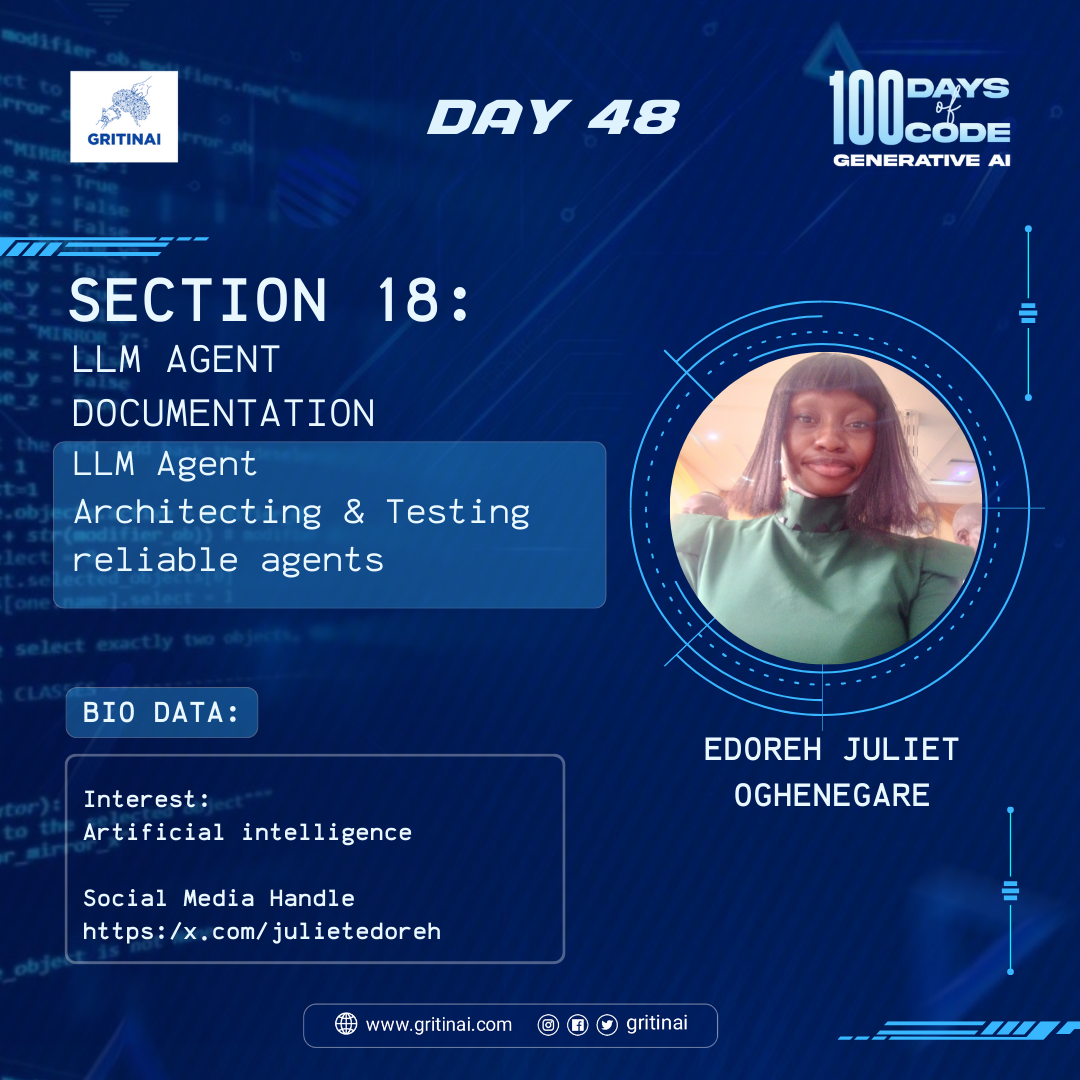 GRITINAI
DAY 48
100 DAYS
of
CODE
GENERATIVE AI
SECTION 18:
LLM AGENT
DOCUMENTATION
LLM Agent
Architecting & Testing
reliable agents
EDOREH JULIET
OGHENEGARE
BIO DATA:
Interest:
Artificial intelligence
Social Media Handle
https:/x.com/julietedoreh
www.gritinai.com
gritinai